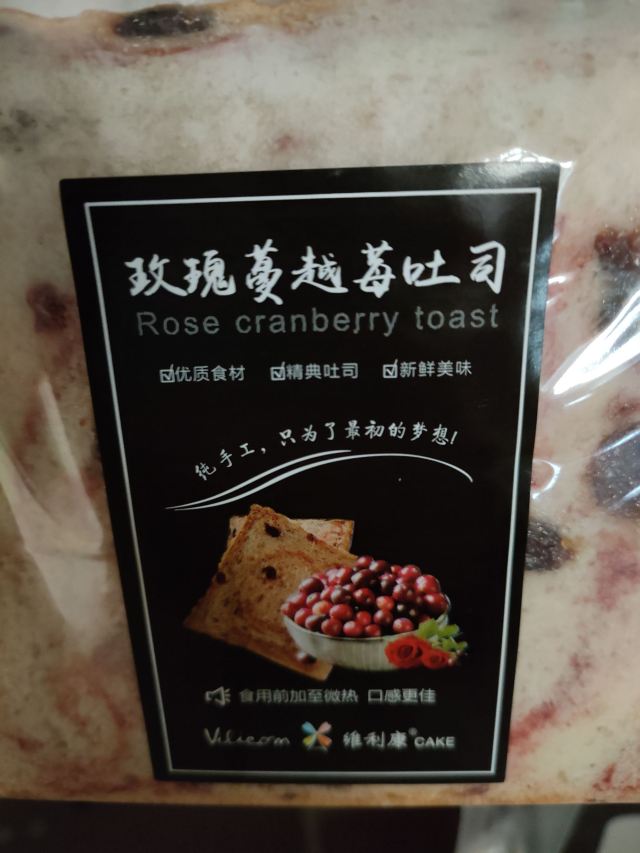 玫瑰蔓越莓吐司
Rose cranberry toast
☑优质食材 ☑精典吐司 ☑新鲜美味
纯手工，只为了最初的梦想!
食用前加至微热 口感更佳
Vilicom 维利康®CAKE